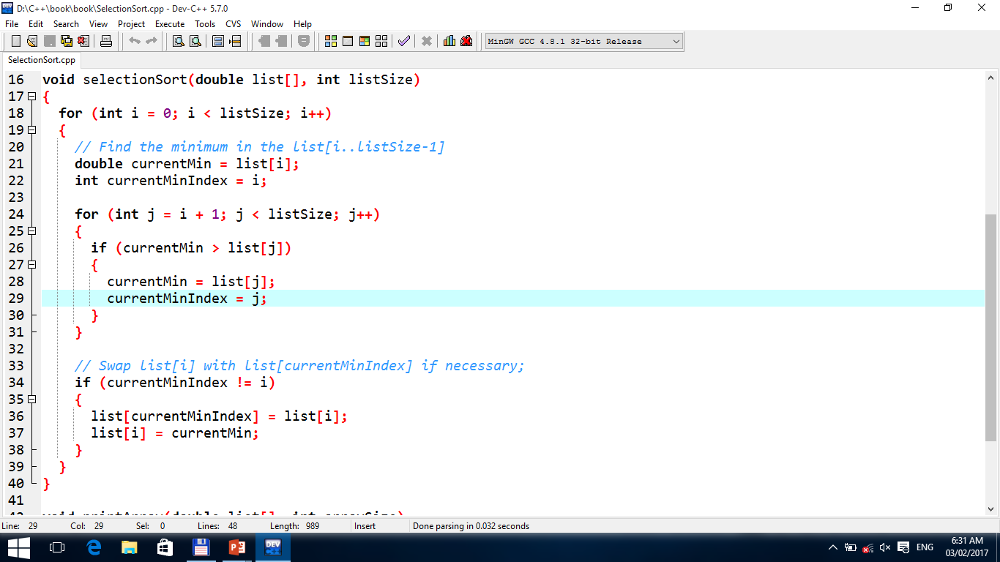 D:\C++\book\book\SelectionSort.cpp - Dev-C++ 5.7.0
File Edit Search View Project Execute Tools CVS Window Help
MinGW GCC 4.8.1 32-bit Release
SelectionSort.cpp
16 void selectionSort(double list[], int listSize)
17 {
18 for (int i = 0; i < listSize; i++)
19 {
20 // Find the minimum in the list[i..listSize-1]
21 double currentMin = list[i];
22 int currentMinIndex = i;
23
24 for (int j = i + 1; j < listSize; j++)
25 {
26 if (currentMin > list[j])
27 {
28 currentMin = list[j];
29 currentMinIndex = j;
30 }
31 }
32
33 // Swap list[i] with list[currentMinIndex] if necessary;
34 if (currentMinIndex != i)
35 {
36 list[currentMinIndex] = list[i];
37 list[i] = currentMin;
38 }
39 }
40 }
41
42 void printArray(double list[], int arraySize)
Line: 29 Col: 29 Sel: 0 Lines: 48 Length: 989 Insert Done parsing in 0.032 seconds
DEV
ENG
6:31 AM
03/02/2017